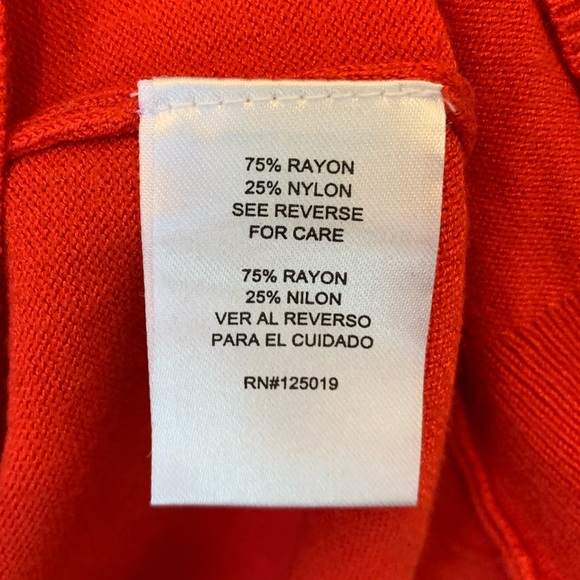 75% RAYON
25% NYLON
SEE REVERSE
FOR CARE
75% RAYON
25% NILON
VER AL REVERSO
PARA EL CUIDADO
RN#125019